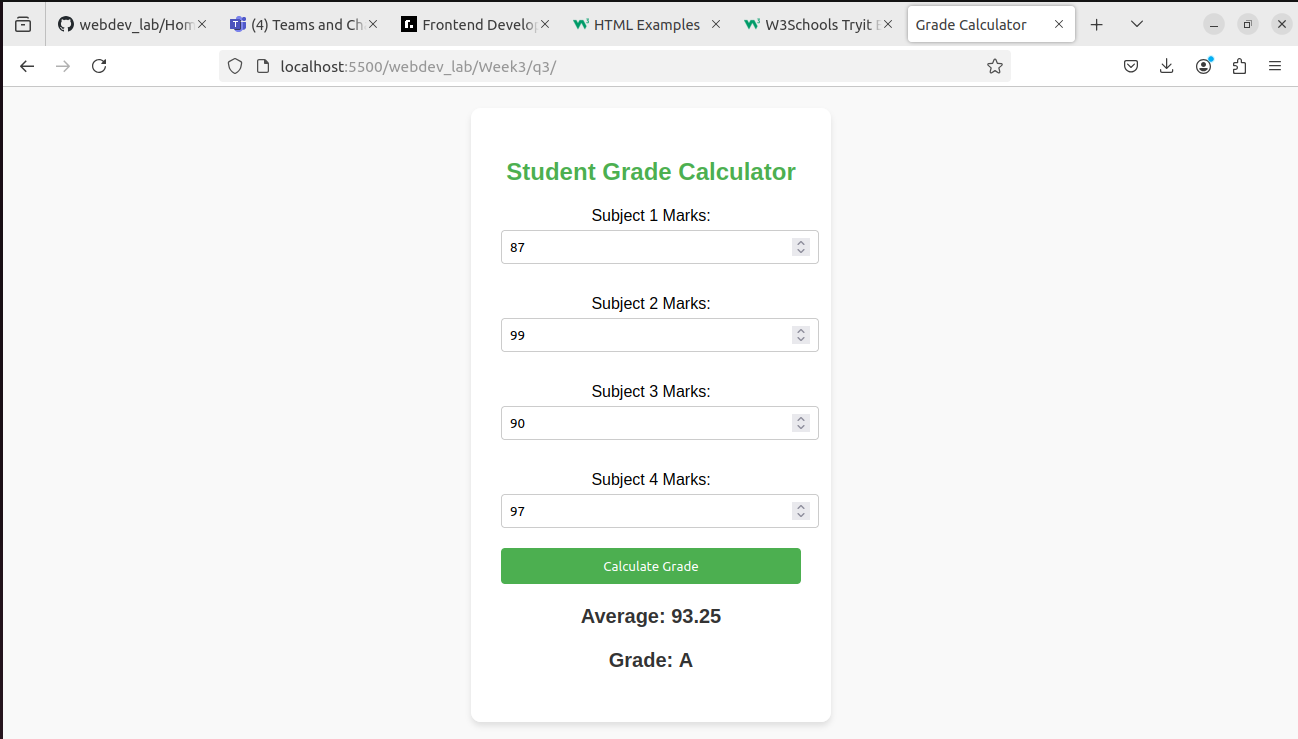 webdev_lab/Hom
(4) Teams and Ch
Frontend Develop
HTML Examples
W3Schools Tryit E
Grade Calculator
localhost:5500/webdev_lab/Week3/q3/
Student Grade Calculator
Subject 1 Marks:
87
Subject 2 Marks:
99
Subject 3 Marks:
90
Subject 4 Marks:
97
Calculate Grade
Average: 93.25
Grade: A